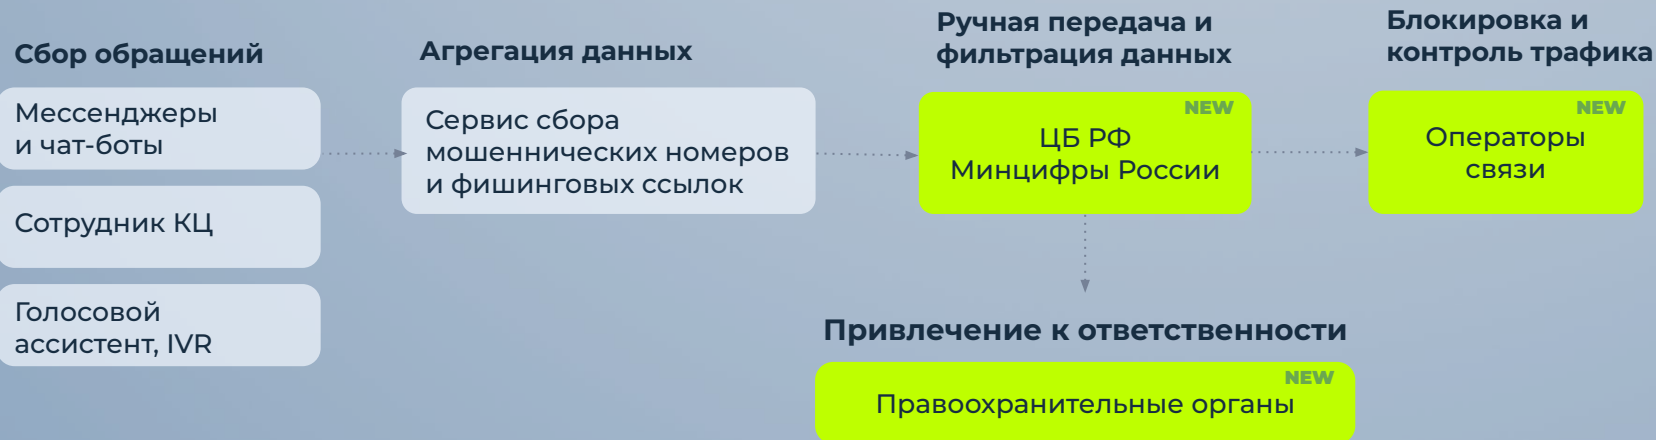 Сбор обращений
Мессенджеры
и чат-боты
Сотрудник КЦ
Голосовой
ассистент, IVR
Агрегация данных
Сервис сбора
мошеннических номеров
и фишинговых ссылок
Ручная передача и
фильтрация данных
NEW
ЦБ РФ
Минцифры России
Блокировка и
контроль трафика
NEW
Операторы
связи
Привлечение к ответственности
NEW
Правоохранительные органы